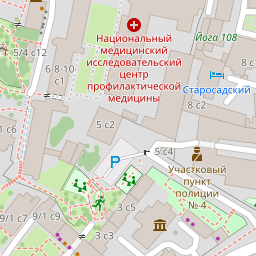 Национальный
медицинский
исследовательский
центр
профилактической
медицины
Йога 108
Старосадский
8 с2
5/4 с12
6-8-10
с1
5 с2
1 с6
P
5 с4
Участковый
пункт
полиции
№ 4
3 с6
3 с5
9/1 с7
9/1 с3